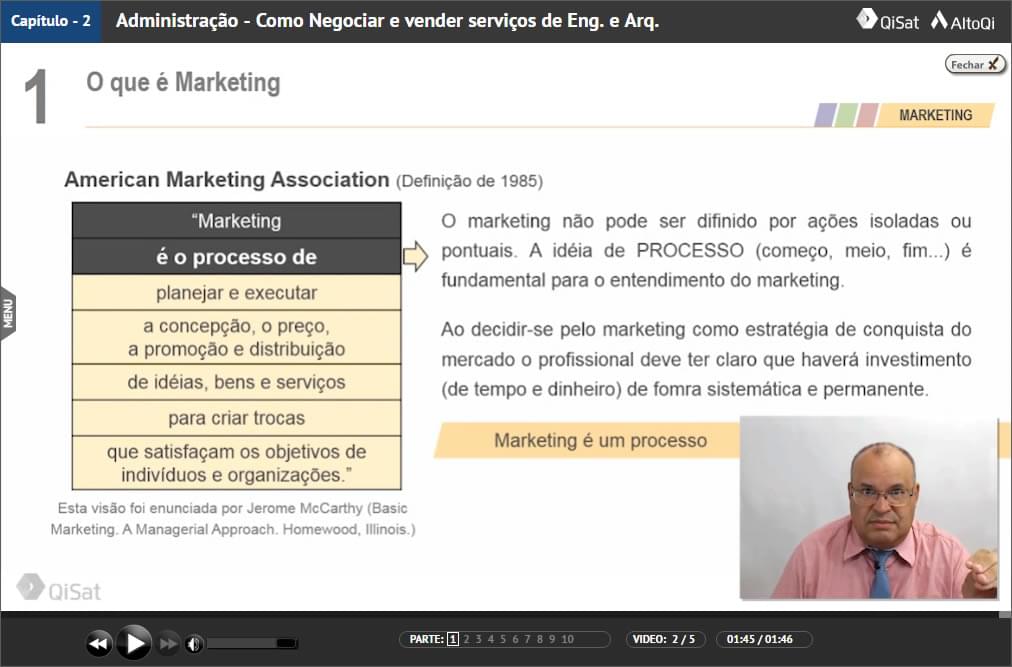 Capítulo - 2
Administração - Como Negociar e vender serviços de Eng. e Arq.
QiSat
AltoQi
1
O que é Marketing
Fechar X
MARKETING
American Marketing Association (Definição de 1985)
“Marketing
é o processo de
planejar e executar
a concepção, o preço,
a promoção e distribuição
de idéias, bens e serviços
para criar trocas
que satisfaçam os objetivos de
indivíduos e organizações.”
Esta visão foi enunciada por Jerome McCarthy (Basic
Marketing. A Managerial Approach. Homewood, Illinois.)
O marketing não pode ser difinido por ações isoladas ou
pontuais. A idéia de PROCESSO (começo, meio, fim...) é
fundamental para o entendimento do marketing.
Ao decidir-se pelo marketing como estratégia de conquista do
mercado o profissional deve ter claro que haverá investimento
(de tempo e dinheiro) de fomra sistemática e permanente.
Marketing é um processo
MENU
QiSat
PARTE: 1 2 3 4 5 6 7 8 9 10
VIDEO: 2 / 5
01:45 / 01:46